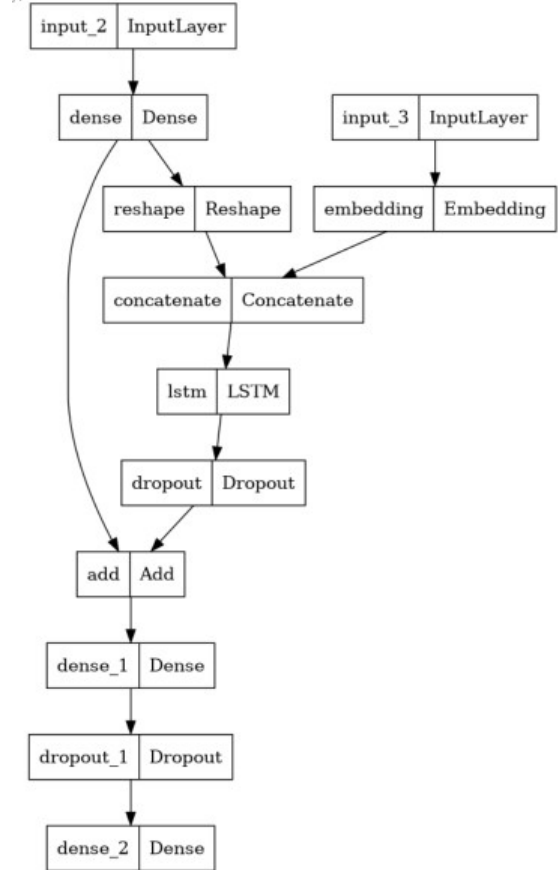 input_2 InputLayer
dense Dense
input_3 InputLayer
reshape Reshape
embedding Embedding
concatenate Concatenate
lstm LSTM
dropout Dropout
add Add
dense_1 Dense
dropout_1 Dropout
dense_2 Dense